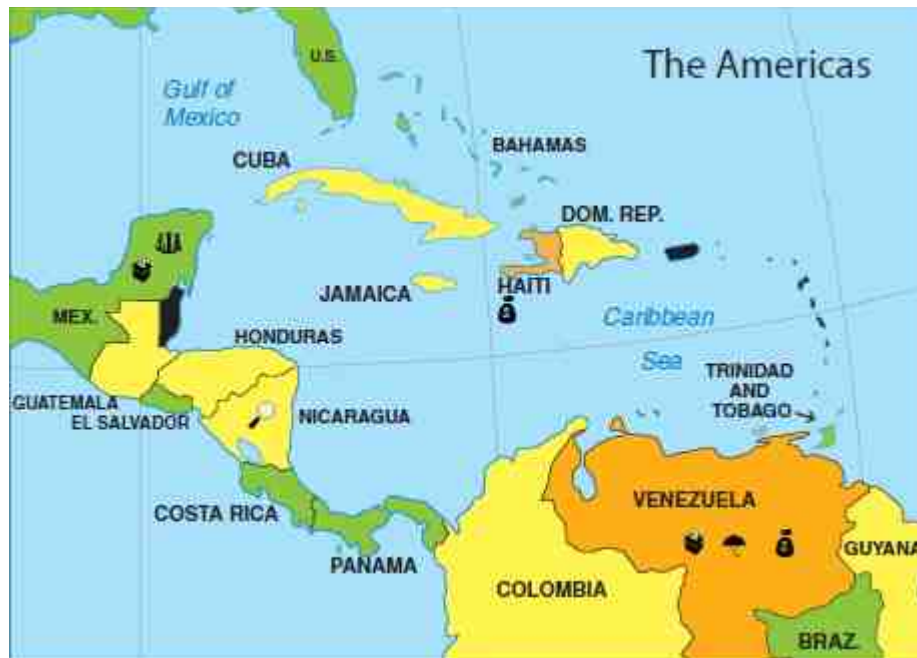 U.S.
The Americas
Gulf of
Mexico
BAHAMAS
CUBA
DOM. REP.
HAITI
JAMAICA
MEX.
Caribbean
Sea
HONDURAS
TRINIDAD
AND
TOBAGO
GUATEMALA
EL SALVADOR
NICARAGUA
COSTA RICA
VENEZUELA
PANAMA
GUYANA
COLOMBIA
BRAZ.